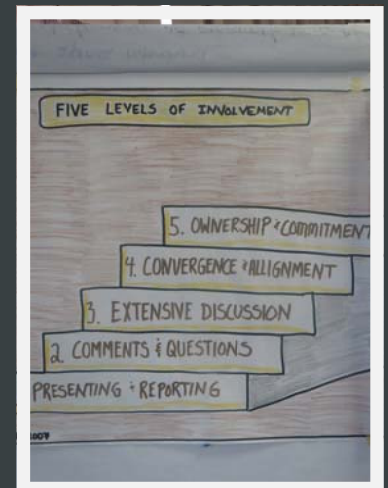 FIVE LEVELS OF INVOLVEMENT
5. OWNERSHIP & COMMITMENT
4. CONVERGENCE & ALLIGNMENT
3. EXTENSIVE DISCUSSION
2. COMMENTS & QUESTIONS
PRESENTING & REPORTING